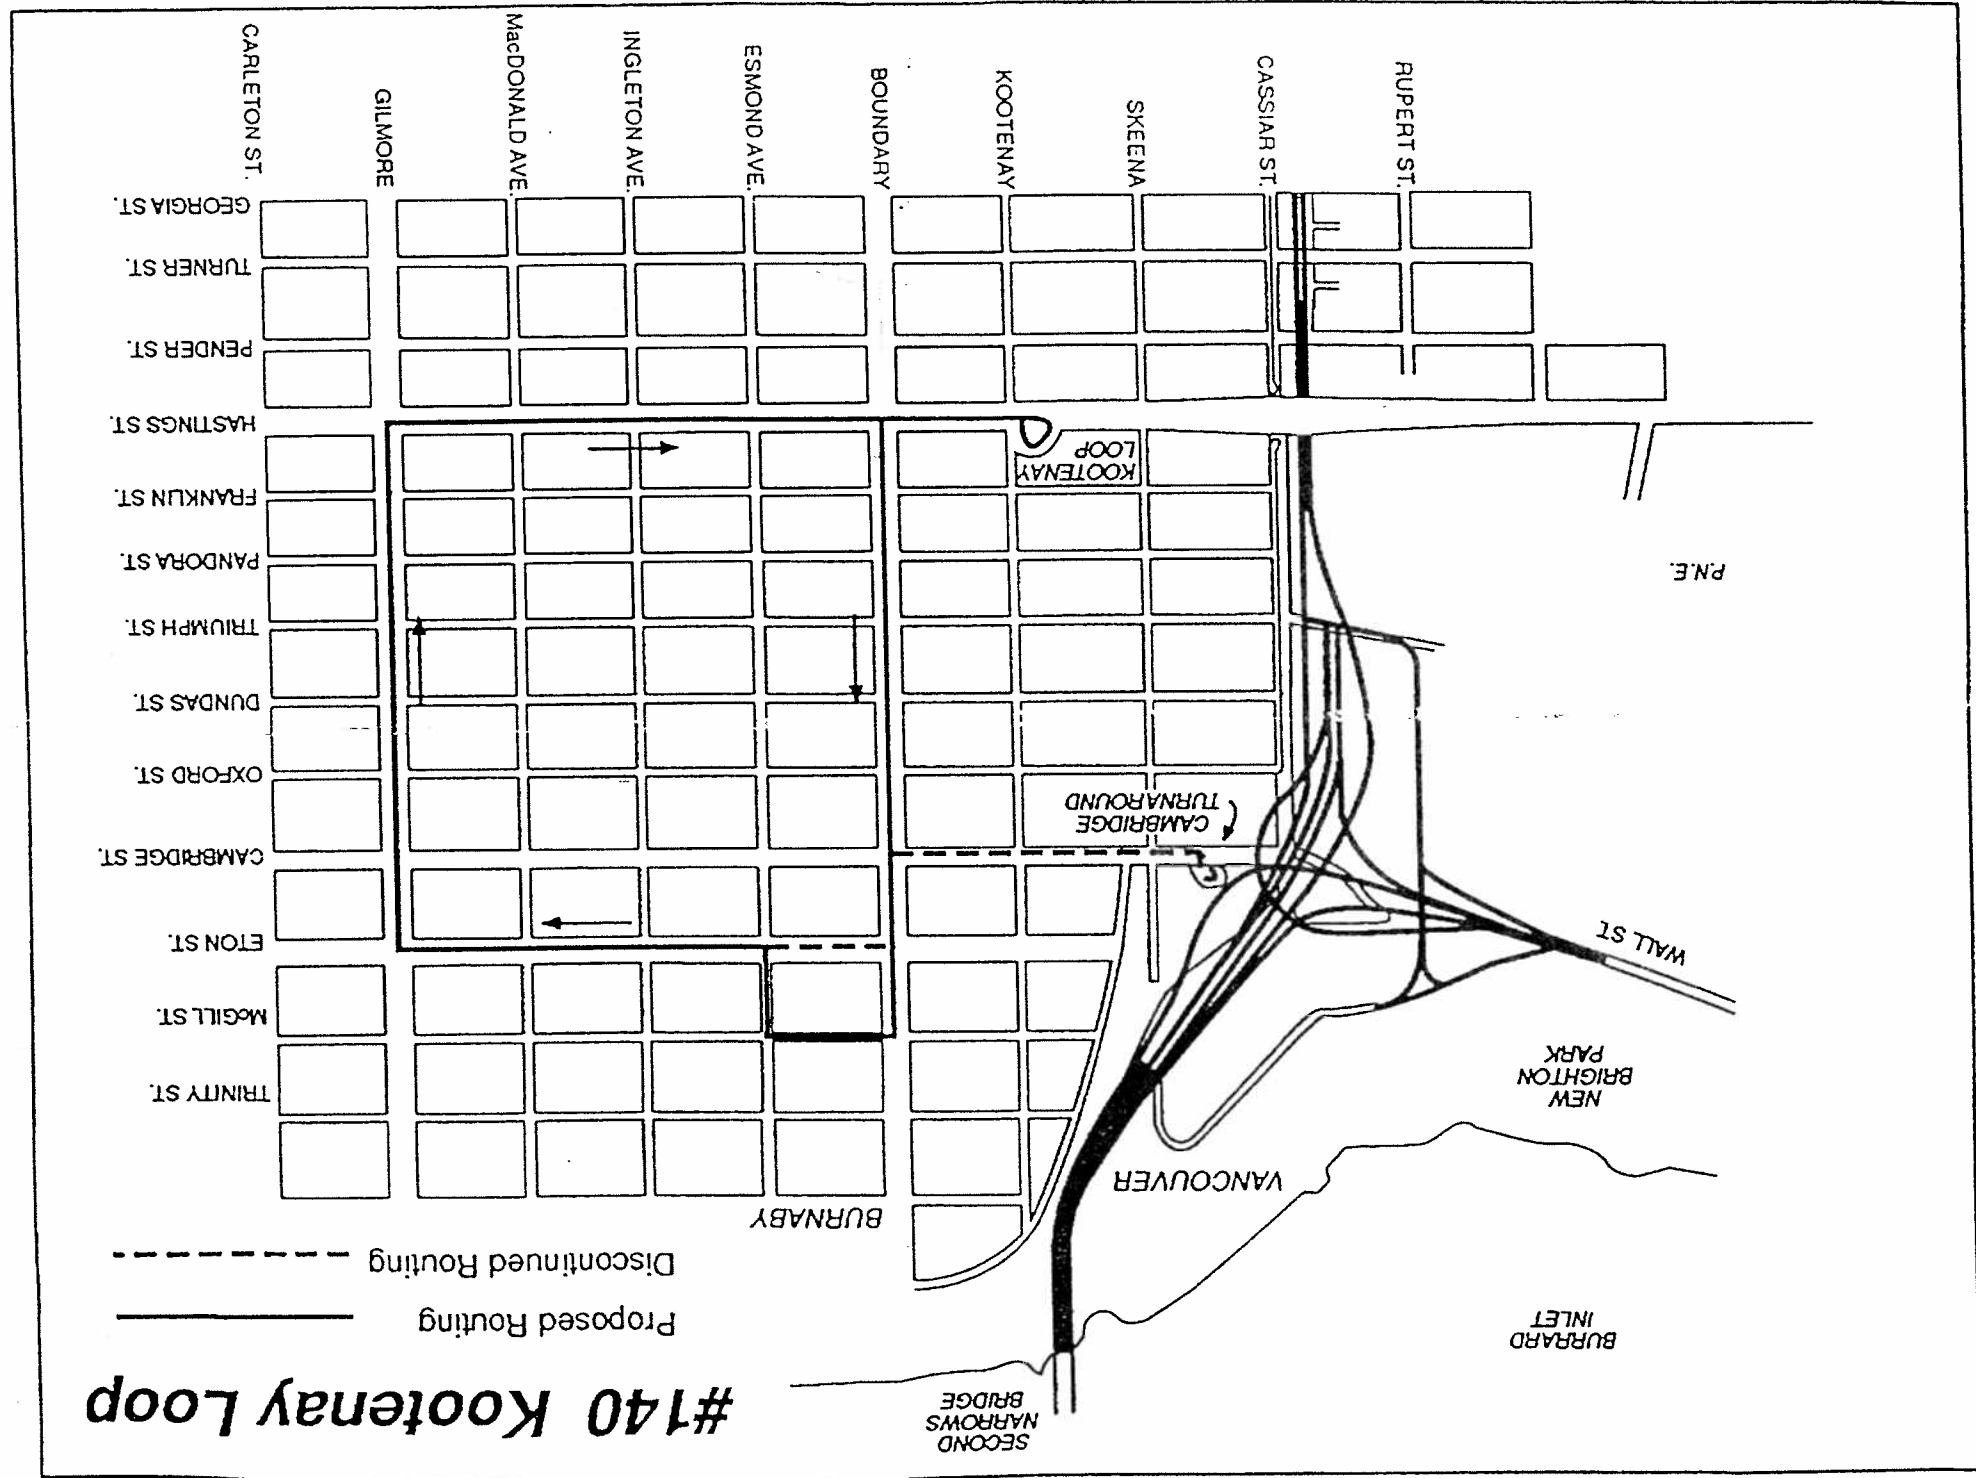 #140 Kootenay Loop
Proposed Routing
Discontinued Routing
SECOND
NARROWS
BRIDGE
BURRARD
INLET
BURNABY
VANCOUVER
NEW
BRIGHTON
PARK
WALL ST
TRINITY ST.
McGILL ST.
ETON ST.
CAMBRIDGE ST.
OXFORD ST.
DUNDAS ST.
TRIUMPH ST.
PANDORA ST.
FRANKLIN ST.
HASTINGS ST.
PENDER ST.
TURNER ST.
GEORGIA ST.
CAMBRIDGE
TURNAROUND
P.N.E.
KOOTENAY
LOOP
RUPERT ST.
CASSIAR ST.
SKEENA
KOOTENAY
BOUNDARY
ESMOND AVE.
INGLETON AVE.
MacDONALD AVE.
GILMORE
CARLETON ST.